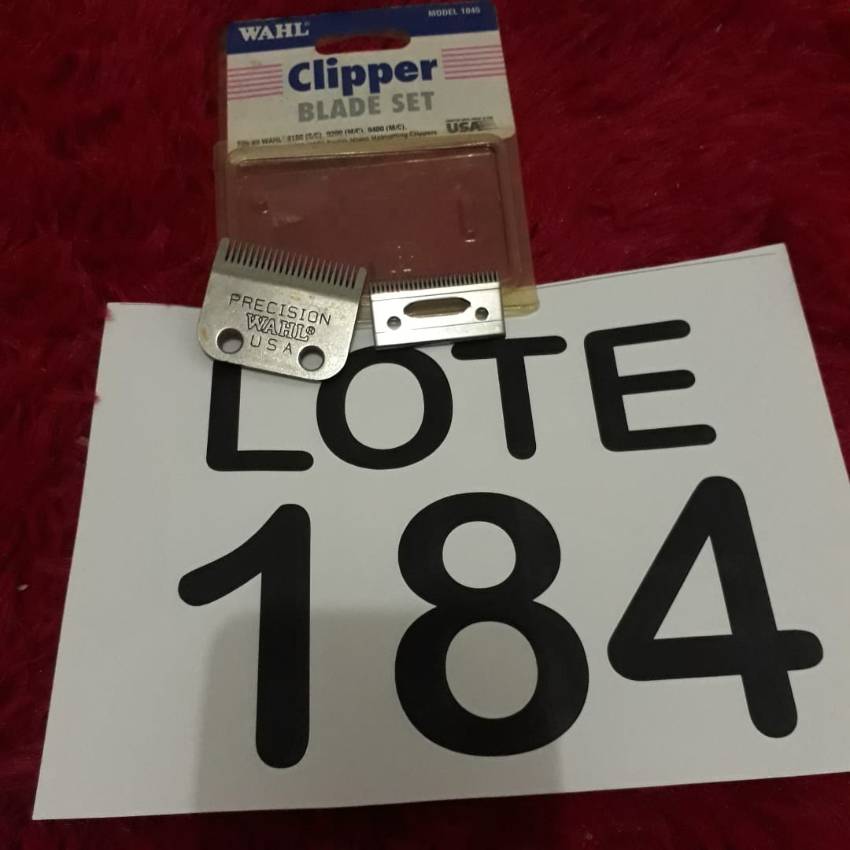 WAHL®
MODEL 1045
Clipper
BLADE SET
USA
PRECISION
WAHL®
USA
LOTE
184